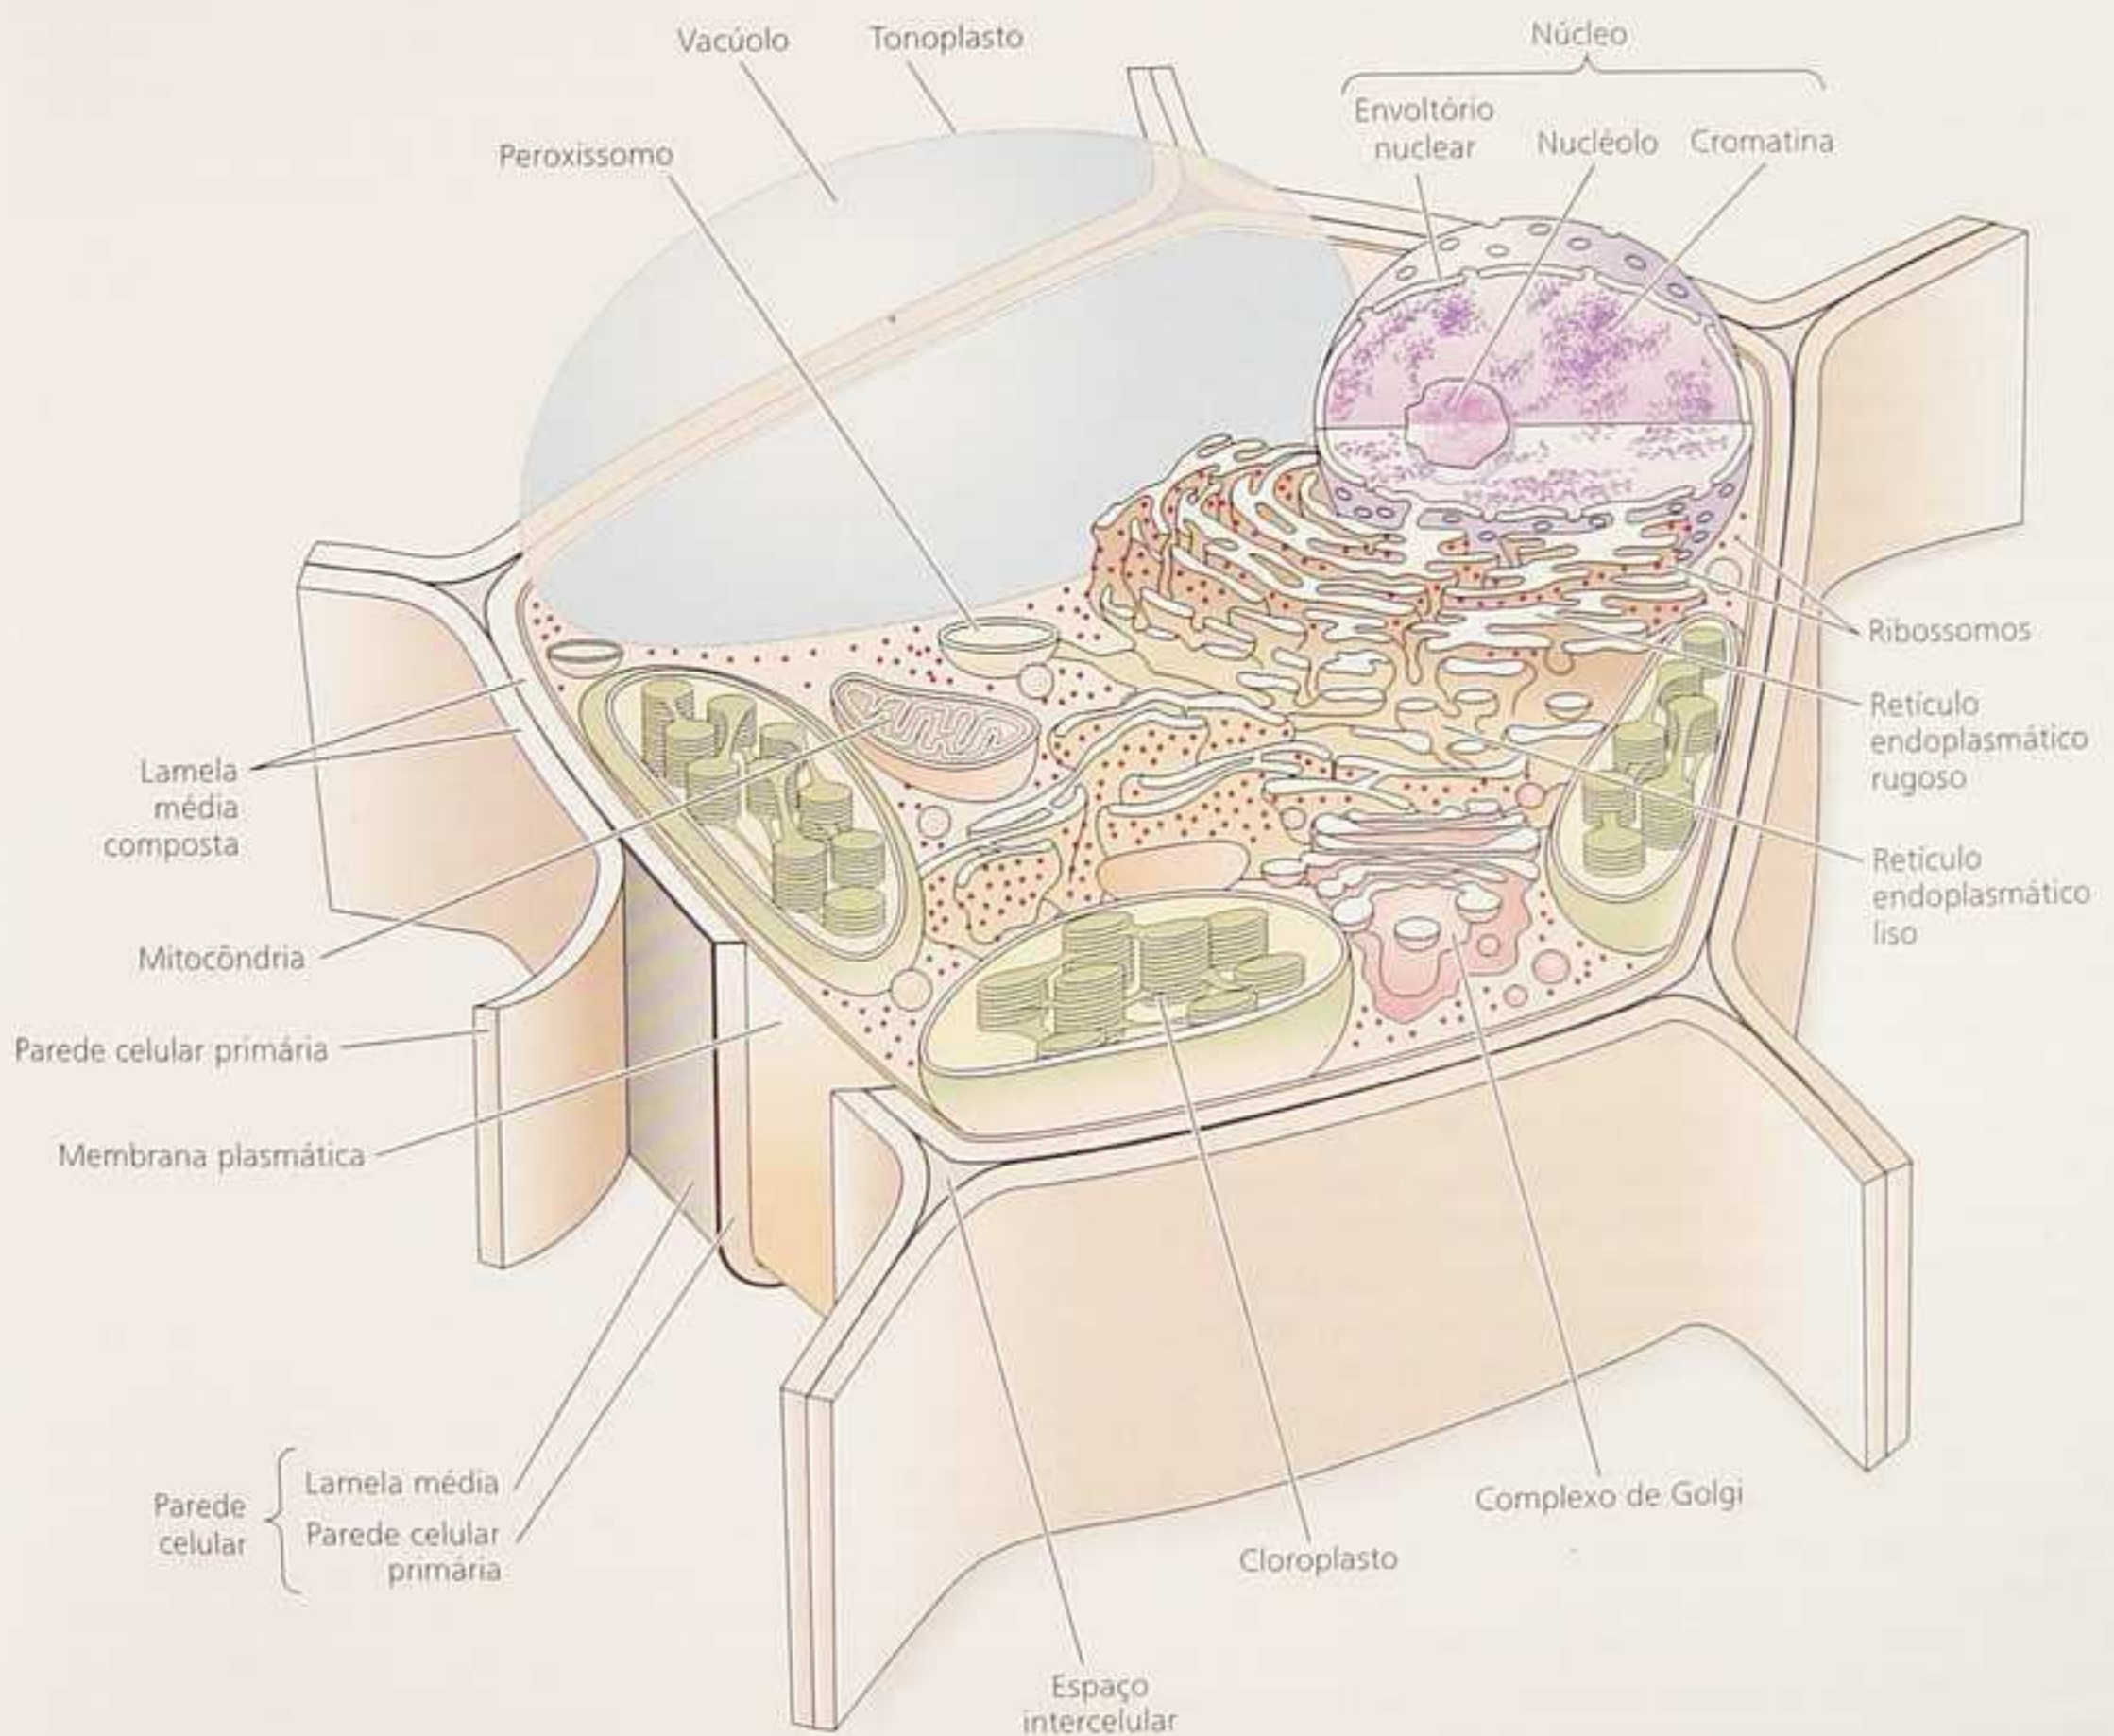 Vacúolo
Tonoplasto
Núcleo
Envoltório
nuclear
Nucléolo
Cromatina
Peroxissomo
Ribossomos
Retículo
endoplasmático
rugoso
Retículo
endoplasmático
liso
Lamela
média
composta
Mitocôndria
Parede celular primária
Membrana plasmática
Parede
celular
Lamela média
Parede celular
primária
Complexo de Golgi
Cloroplasto
Espaço
intercelular